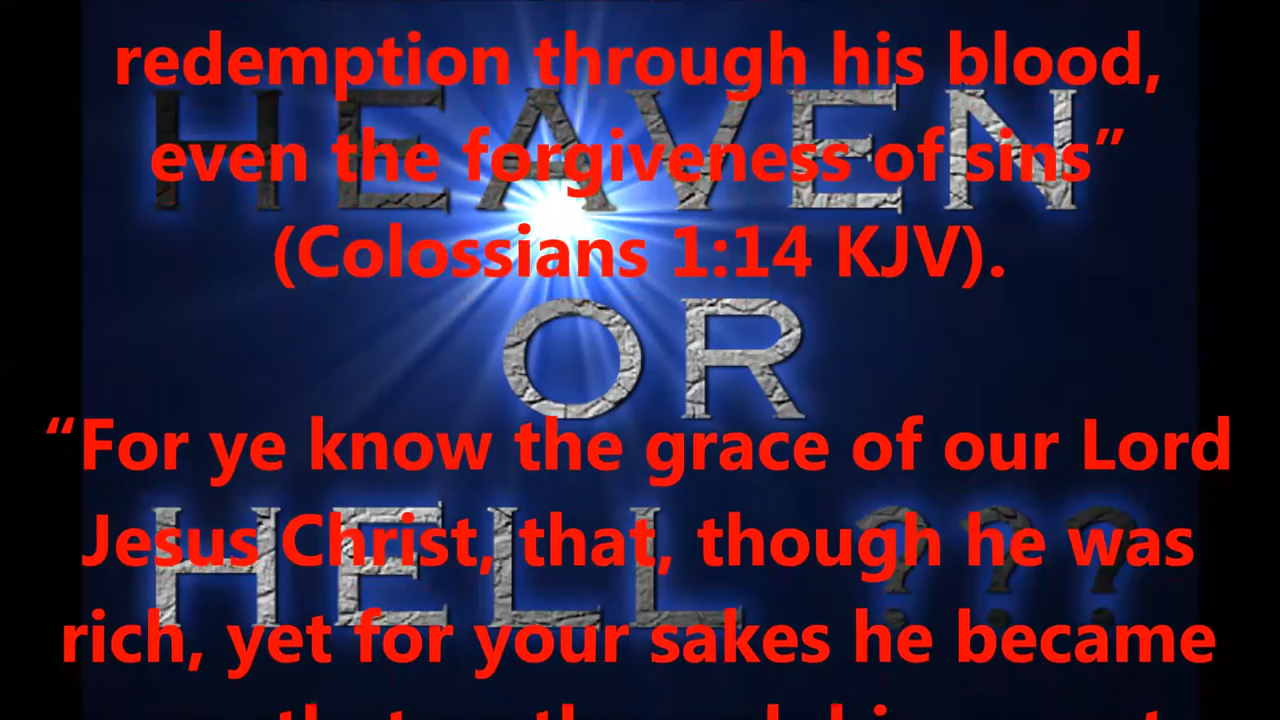 redemption through his blood,
HEAVEN
even the forgiveness of sins”
(Colossians 1:14 KJV).
OR
“For ye know the grace of our Lord
Jesus Christ, that, though he was
HELL ???
rich, yet for your sakes he became